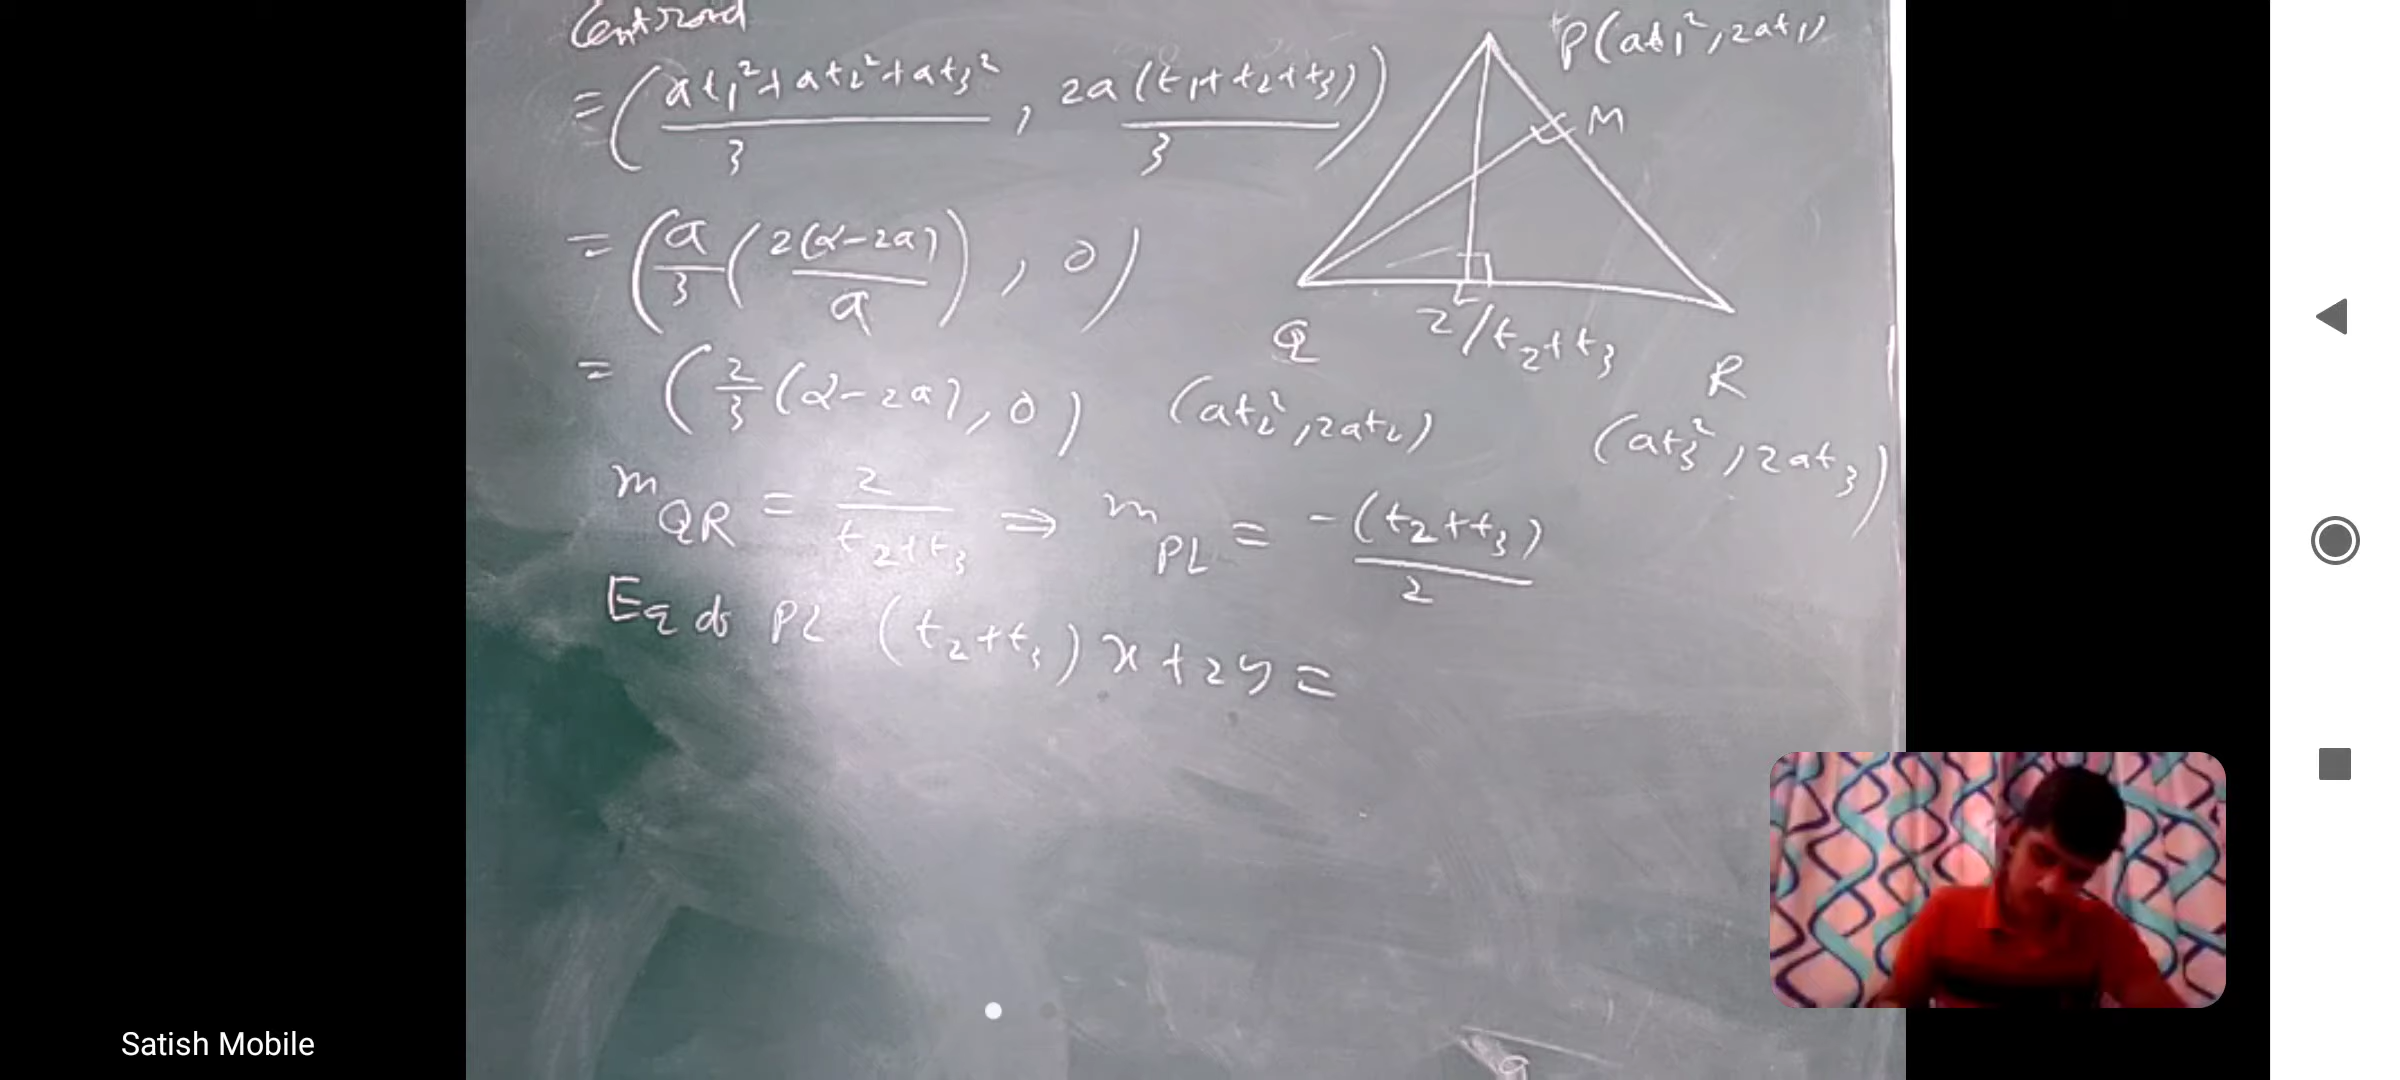 Centroid
= ( at₁² + at₂² + at₃² / 3 , 2a(t₁ + t₂ + t₃) / 3 )
P(at₁², 2at₁)
M
= ( a/3 ( 2(α-2a) / a ) , 0 )
L
2/t₂+t₃
Q
R
= ( 2/3 (α-2a), 0 )
(at₂², 2at₂)
(at₃², 2at₃)
m QR = 2 / t₂+t₃ ⇒ m PL = -(t₂+t₃) / 2
Eq of PL (t₂+t₃)x+2y=
Satish Mobile